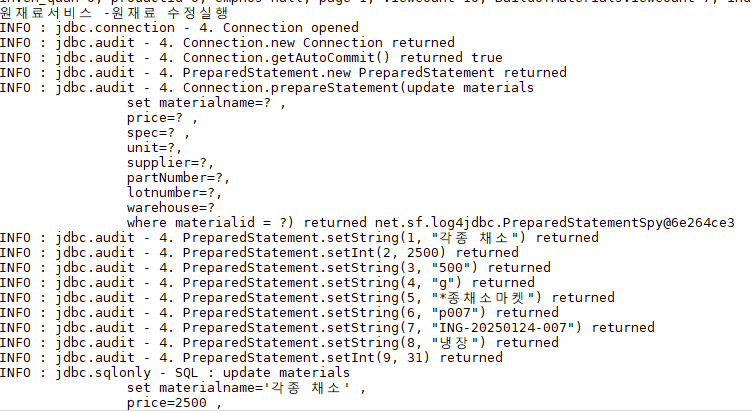 원재료서비스 -원재료 수정실행
INFO : jdbc.connection - 4. Connection opened
INFO : jdbc.audit - 4. Connection.new Connection returned
INFO : jdbc.audit - 4. Connection.getAutoCommit() returned true
INFO : jdbc.audit - 4. PreparedStatement.new PreparedStatement returned
INFO : jdbc.audit - 4. Connection.prepareStatement(update materials
set materialname=? ,
price=? ,
spec=? ,
unit=?,
supplier=?,
partNumber=?,
lotnumber=?,
warehouse=?
where materialid = ?) returned net.sf.log4jdbc.PreparedStatementSpy@6e264ce3
INFO : jdbc.audit - 4. PreparedStatement.setString(1, "각종 채소") returned
INFO : jdbc.audit - 4. PreparedStatement.setInt(2, 2500) returned
INFO : jdbc.audit - 4. PreparedStatement.setString(3, "500") returned
INFO : jdbc.audit - 4. PreparedStatement.setString(4, "g") returned
INFO : jdbc.audit - 4. PreparedStatement.setString(5, "*종채소마켓") returned
INFO : jdbc.audit - 4. PreparedStatement.setString(6, "p007") returned
INFO : jdbc.audit - 4. PreparedStatement.setString(7, "ING-20250124-007") returned
INFO : jdbc.audit - 4. PreparedStatement.setString(8, "냉장") returned
INFO : jdbc.audit - 4. PreparedStatement.setInt(9, 31) returned
INFO : jdbc.sqlonly - SQL : update materials
set materialname='각종 채소' ,
price=2500 ,